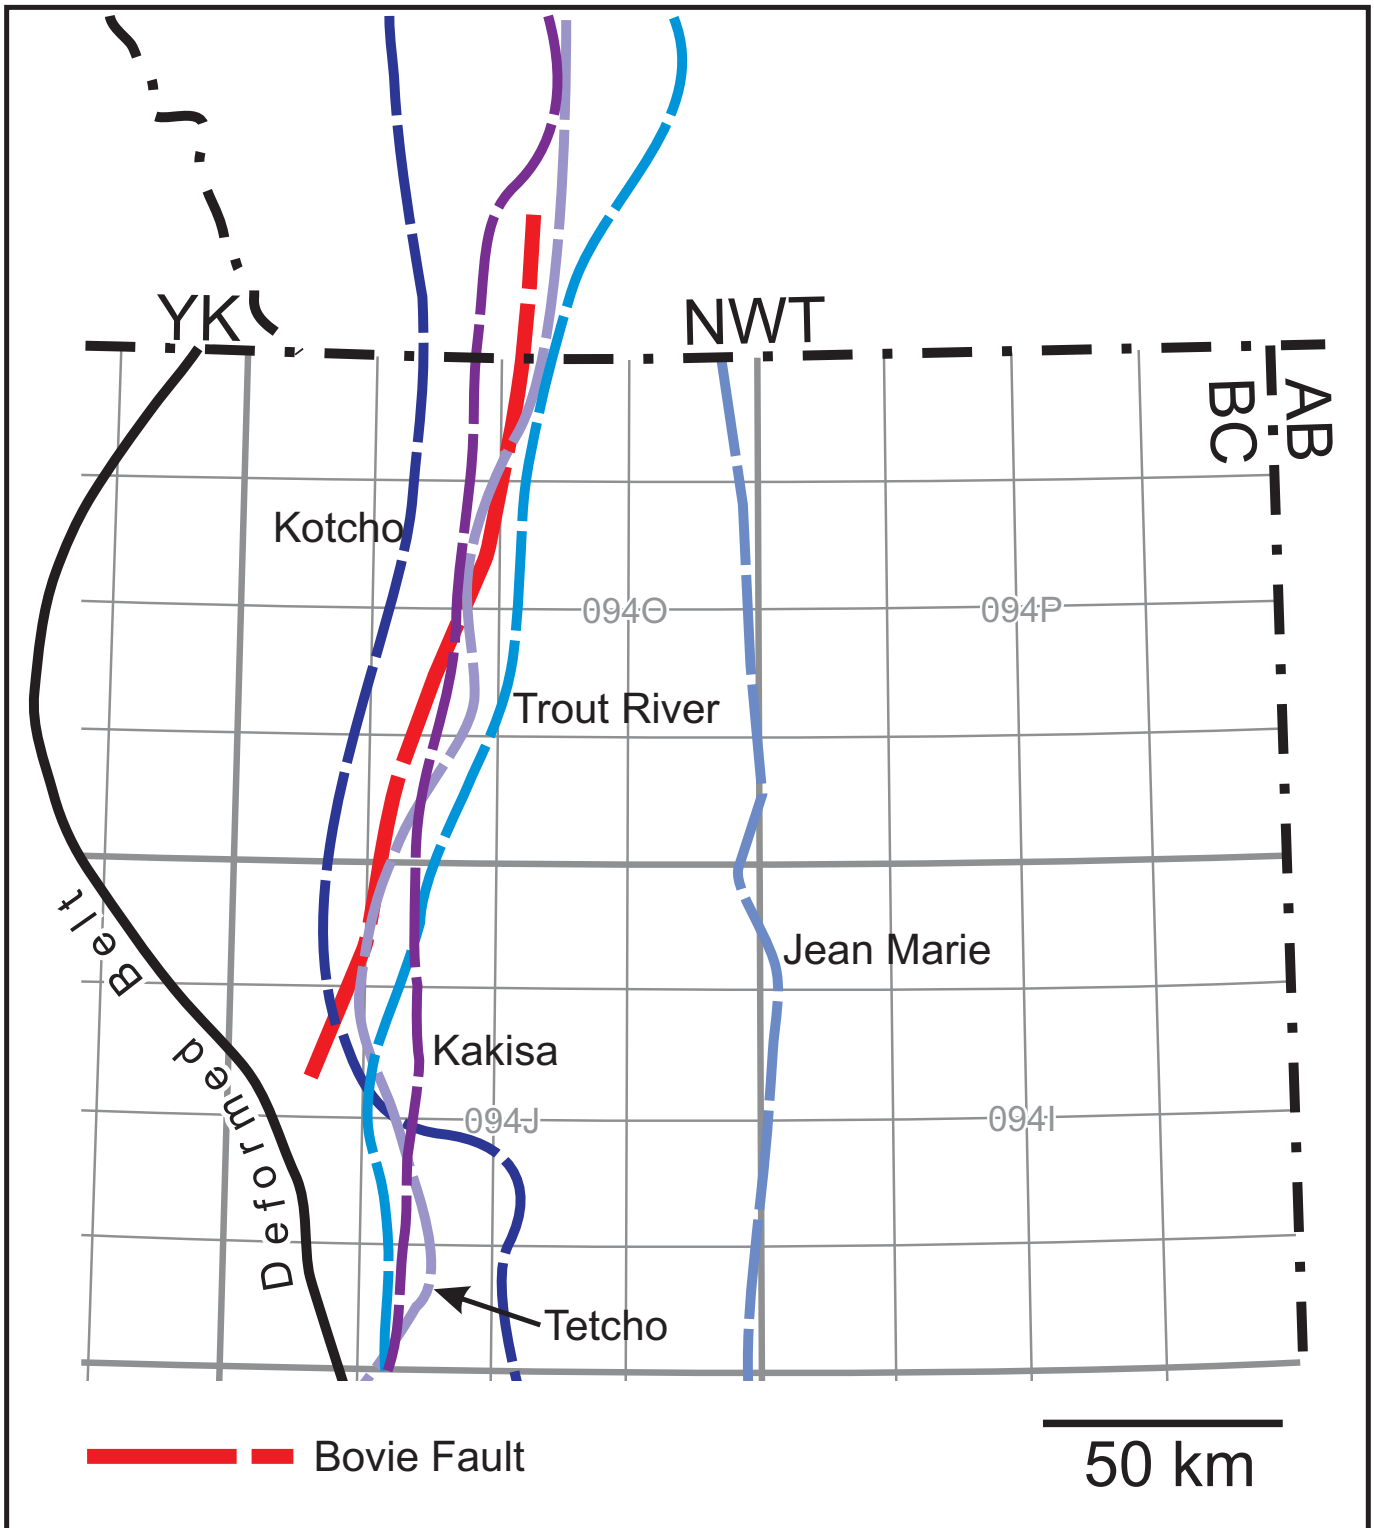 YK
NWT
BC
AB
Kotcho
094O
094P
Trout River
Jean Marie
Deformed Belt
Kakisa
094J
094I
Tetcho
Bovie Fault
50 km